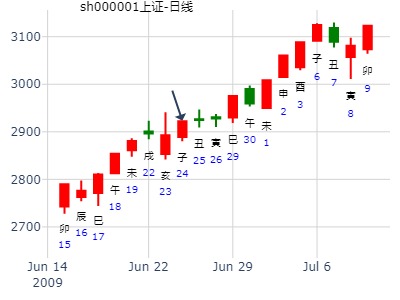 sh000001上证-日线
3100
3000
2900
2800
2700
卯
15
辰
16
巳
17
午
18
未
19
戌
22
亥
23
子
24
丑
25
寅
26
巳
29
午
30
未
1
申
2
酉
3
子
6
丑
7
寅
8
卯
9
Jun 14
2009
Jun 22
Jun 29
Jul 6